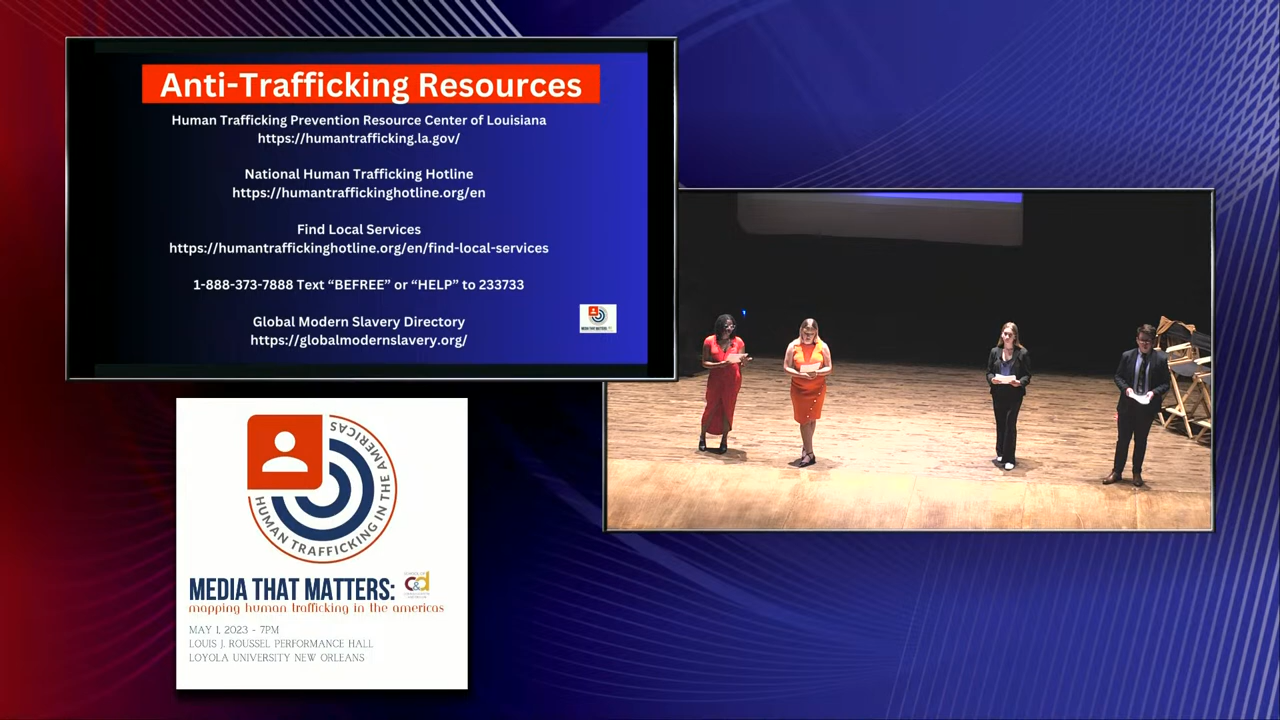 Anti-Trafficking Resources
Human Trafficking Prevention Resource Center of Louisiana
https://humantrafficking.la.gov/
National Human Trafficking Hotline
https://humantraffickinghotline.org/en
Find Local Services
https://humantraffickinghotline.org/en/find-local-services
1-888-373-7888 Text “BEFREE” or “HELP” to 233733
Global Modern Slavery Directory
https://globalmodernslavery.org/
MEDIA THAT MATTERS:
HUMAN TRAFFICKING IN THE AMERICAS
MEDIA THAT MATTERS:
c&d
mapping human trafficking in the americas
MAY 1, 2023 - 7PM
LOUIS J. ROUSSEL PERFORMANCE HALL
LOYOLA UNIVERSITY NEW ORLEANS